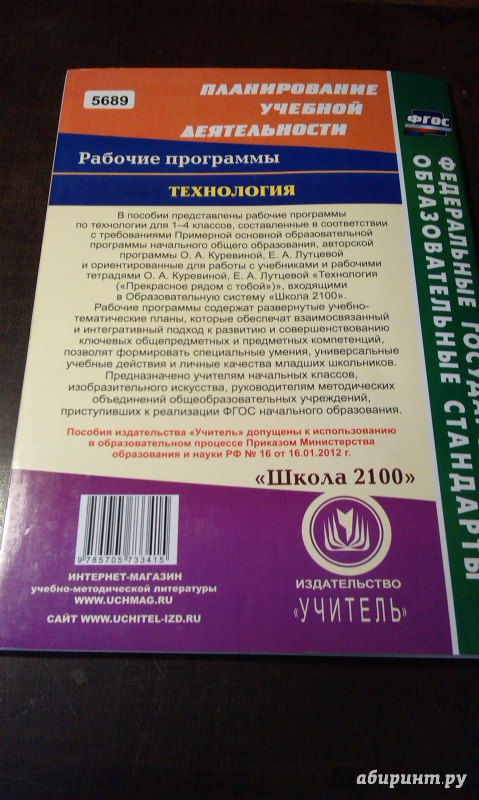 5689
ПЛАНИРОВАНИЕ
УЧЕБНОЙ
ДЕЯТЕЛЬНОСТИ
ФГОС
Рабочие программы
ТЕХНОЛОГИЯ
В пособии представлены рабочие программы
по технологии для 1–4 классов, составленные в соответствии
с требованиями Примерной основной образовательной
программы начального общего образования, авторской
программы О. А. Куревиной, Е. А. Лутцевой
и ориентированные для работы с учебниками и рабочими
тетрадями О. А. Куревиной, Е. А. Лутцевой «Технология
(«Прекрасное рядом с тобой»)», входящими
в Образовательную систему «Школа 2100».
Рабочие программы содержат развернутые учебно-
тематические планы, которые обеспечат взаимосвязанный
и интегративный подход к развитию и совершенствованию
ключевых общепредметных и предметных компетенций,
позволят формировать специальные умения, универсальные
учебные действия и личные качества младших школьников.
Предназначено учителям начальных классов,
изобразительного искусства, руководителям методических
объединений общеобразовательных учреждений,
приступивших к реализации ФГОС начального образования.
Пособия издательства «Учитель» допущены к использованию
в образовательном процессе Приказом Министерства
образования и науки РФ № 16 от 16.01.2012 г.
«Школа 2100»
9785705733415
ИНТЕРНЕТ-МАГАЗИН
учебно-методической литературы
WWW.UCHMAG.RU
САЙТ WWW.UCHITEL-IZD.RU
ИЗДАТЕЛЬСТВО
«УЧИТЕЛЬ»
ФЕДЕРАЛЬНЫЕ
ОБРАЗОВАТЕЛЬНЫЕ СТАНДАРТЫ
абиринт.ру